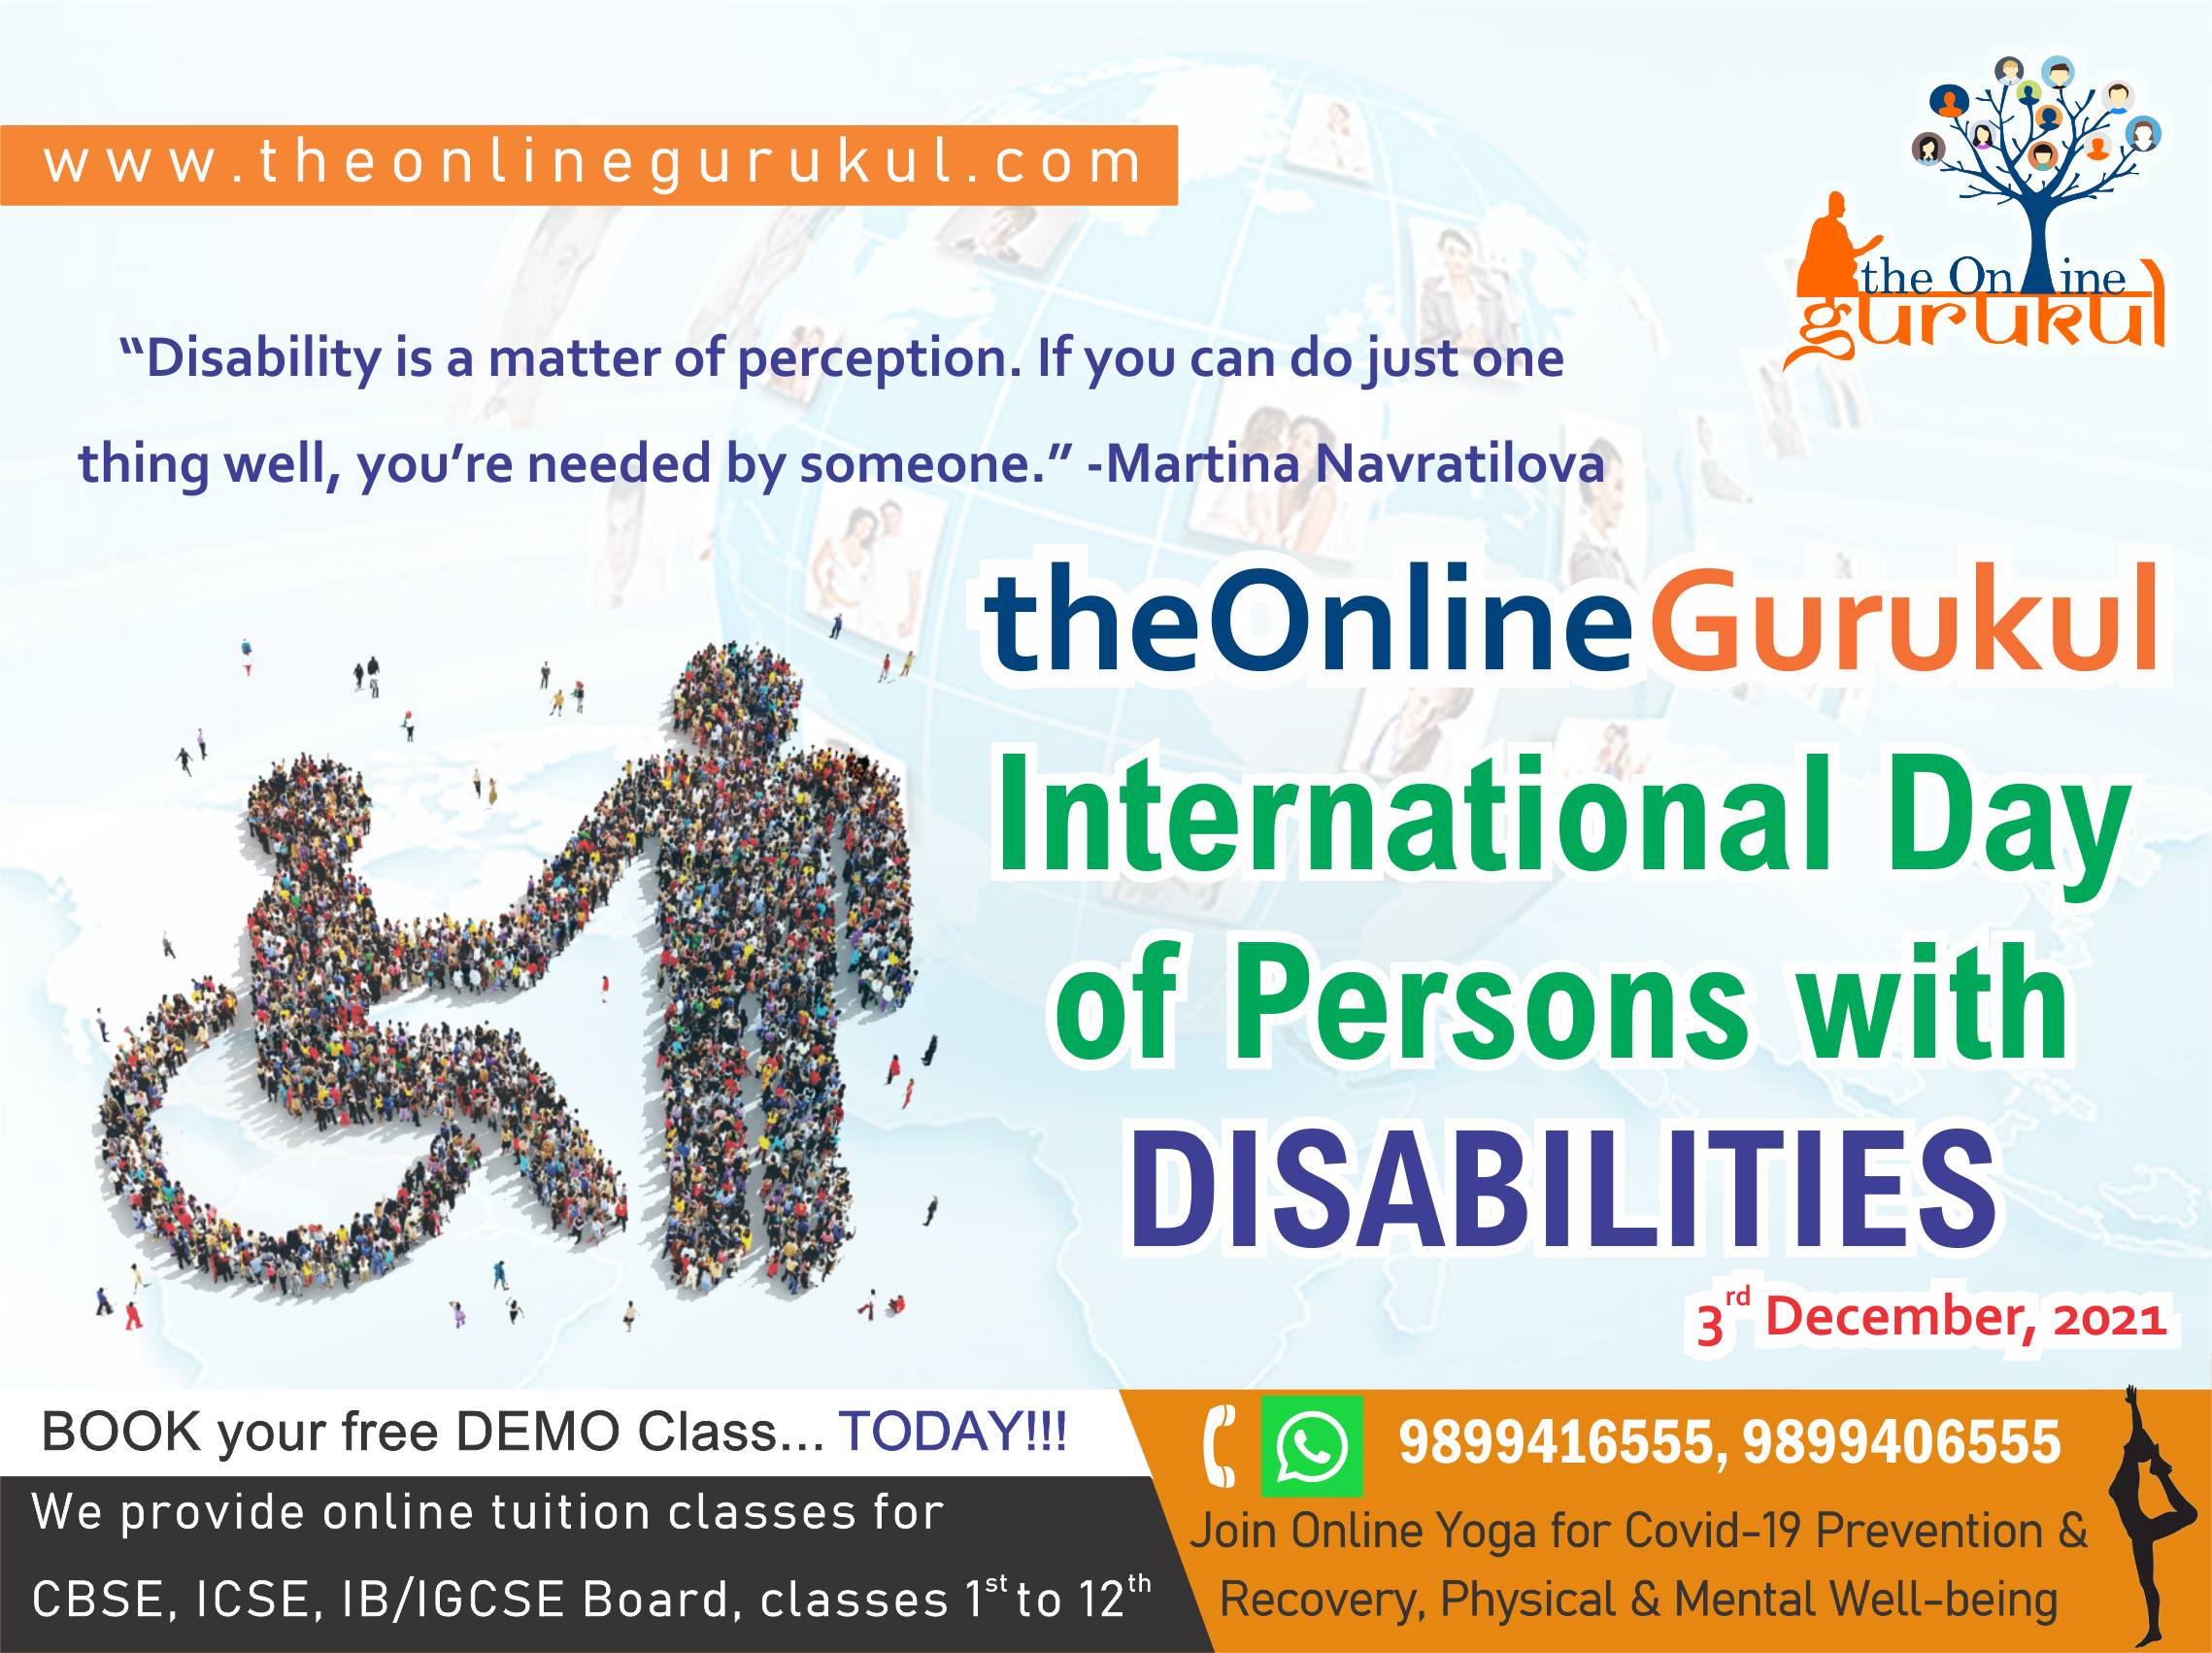 www.theonlinegurukul.com
the Online
gurukul
“Disability is a matter of perception. If you can do just one
thing well, you’re needed by someone.” -Martina Navratilova
theOnlineGurukul
International Day
of Persons with
DISABILITIES
3rd December, 2021
BOOK your free DEMO Class... TODAY!!!
We provide online tuition classes for
CBSE, ICSE, IB/IGCSE Board, classes 1st to 12th
9899416555, 9899406555
Join Online Yoga for Covid-19 Prevention &
Recovery, Physical & Mental Well-being